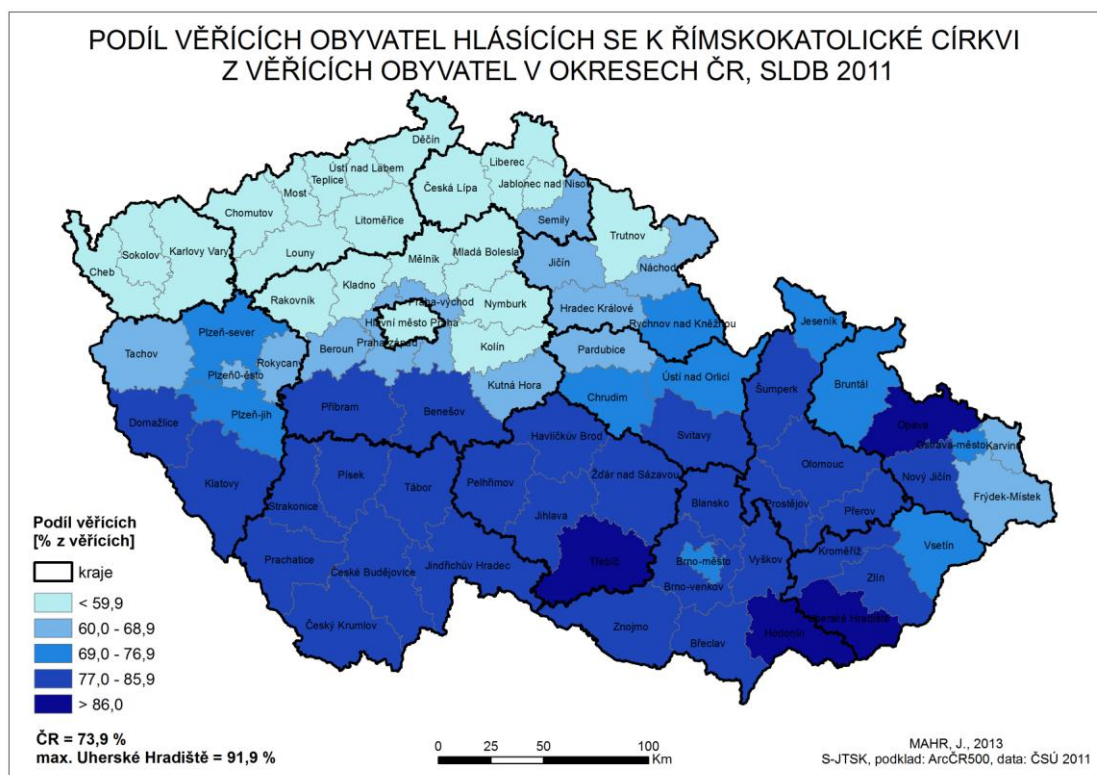 PODÍL VĚŘÍCÍCH OBYVATEL HLÁSÍCÍCH SE K ŘÍMSKOKATOLICKÉ CÍRKVI
Z VĚŘÍCÍCH OBYVATEL V OKRESECH ČR, SLDB 2011
Děčín
Liberec
Ústí nad Labem
Teplice
Jablonec nad Nisou
Česká Lípa
Most
Chomutov
Litoměřice
Semily
Trutnov
Karlovy Vary
Sokolov
Louny
Mělník
Mladá Bolesla
Jičín
Náchod
Cheb
Rakovník
Kladno
Praha-východ
Nymburk
Hradec Králové
Hlavní město Praha
Rychnov nad Kněžnou
Jeseník
Plzeň-sever
Beroun
Praha-západ
Kolín
Pardubice
Tachov
Rokycany
Plzeň0-ěsto
Kutná Hora
Ústí nad Orlicí
Šumperk
Bruntál
Chrudim
Plzeň-jih
Příbram
Benešov
Opava
Domažlice
Havlíčkův Brod
Svitavy
Ostrava-město
Karviná
Klatovy
Písek
Tábor
Pelhřimov
Žďár nad Sázavou
Olomouc
Nový Jičín
Frýdek-Místek
Strakonice
Jihlava
Blansko
Prostějov
Přerov
Prachatice
České Budějovice
Jindřichův Hradec
Třebíč
Brno-město
Vyškov
Kroměříž
Vsetín
Brno-venkov
Zlín
Český Krumlov
Znojmo
Břeclav
Hodonín
Uherské Hradiště
Podíl věřících
[% z věřících]
kraje
< 59,9
60,0 - 68,9
69,0 - 76,9
77,0 - 85,9
> 86,0
ČR = 73,9 %
max. Uherské Hradiště = 91,9 %
0 25 50 100
Km
MAHR, J., 2013
S-JTSK, podklad: ArcČR500, data: ČSÚ 2011